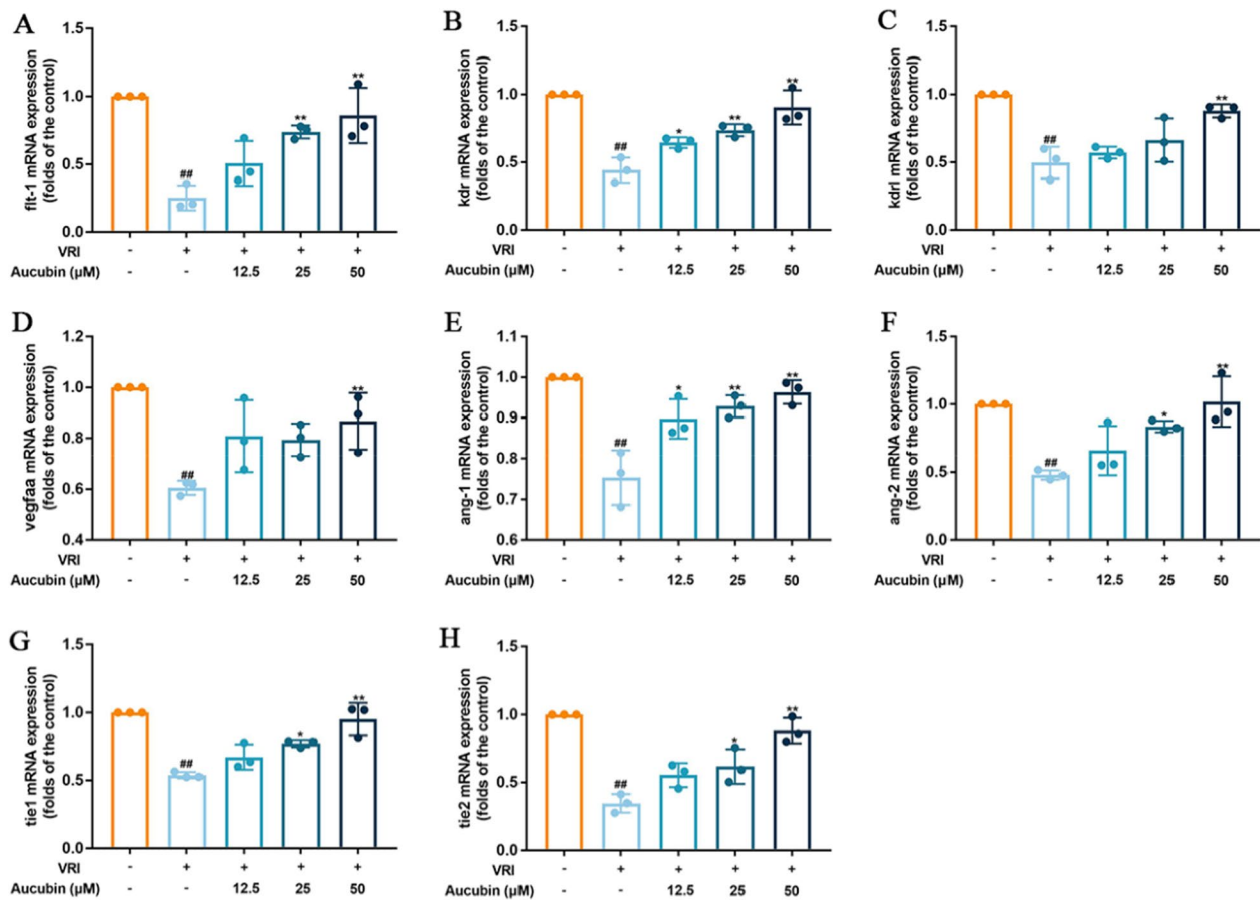 A
flt-1 mRNA expression
(folds of the control)
1.5
1.0
0.5
0.0
##
**
**
VRI - + + + +
Aucubin (μM) - - 12.5 25 50
B
kdr mRNA expression
(folds of the control)
1.5
1.0
0.5
0.0
##
*
**
**
VRI - + + + +
Aucubin (μM) - - 12.5 25 50
C
kdrl mRNA expression
(folds of the control)
1.5
1.0
0.5
0.0
##
**
VRI - + + + +
Aucubin (μM) - - 12.5 25 50
D
vegfaa mRNA expression
(folds of the control)
1.2
1.0
0.8
0.6
0.4
##
**
VRI - + + + +
Aucubin (μM) - - 12.5 25 50
E
ang-1 mRNA expression
(folds of the control)
1.1
1.0
0.9
0.8
0.7
0.6
##
*
**
**
VRI - + + + +
Aucubin (μM) - - 12.5 25 50
F
ang-2 mRNA expression
(folds of the control)
1.5
1.0
0.5
0.0
##
*
**
VRI - + + + +
Aucubin (μM) - - 12.5 25 50
G
tie1 mRNA expression
(folds of the control)
1.5
1.0
0.5
0.0
##
*
**
VRI - + + + +
Aucubin (μM) - - 12.5 25 50
H
tie2 mRNA expression
(folds of the control)
1.5
1.0
0.5
0.0
##
*
**
VRI - + + + +
Aucubin (μM) - - 12.5 25 50